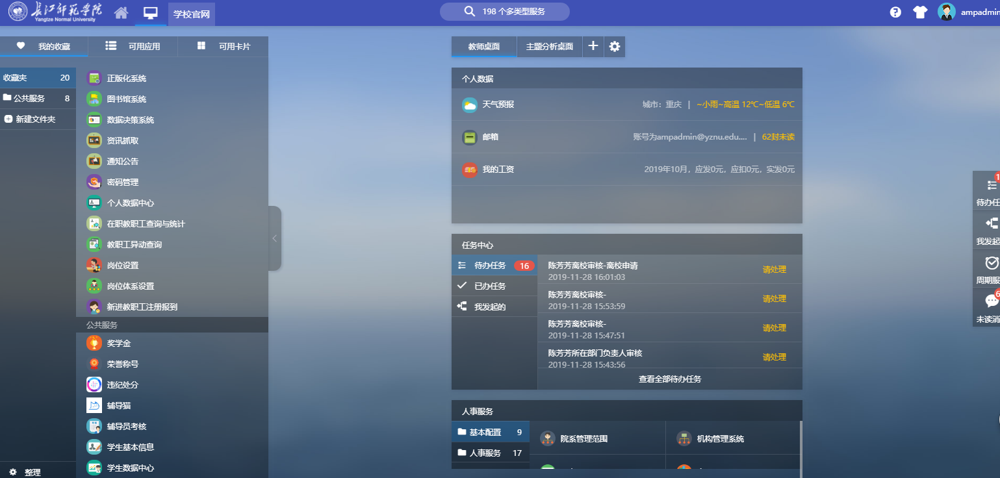 长江师范学院
Yangtze Normal University
学校官网
198 个多类型服务
ampadmin
我的收藏
可用应用
可用卡片
收藏夹 20
公共服务 8
新建文件夹
整理
正版化系统
图书馆系统
数据决策系统
资讯抓取
通知公告
密码管理
个人数据中心
在职教职工查询与统计
教职工异动查询
岗位设置
岗位体系设置
新进教职工注册报到
公共服务
奖学金
荣誉称号
违纪处分
辅导猫
辅导员考核
学生基本信息
学生数据中心
教师桌面
主题分析桌面
个人数据
天气预报 城市：重庆 | ~小雨~高温 12℃~低温 6℃
邮箱 账号为ampadmin@yznu.edu.... | 62封未读
我的工资 2019年10月，应发0元，应扣0元，实发0元
任务中心
待办任务 16
已办任务
我发起的
陈芳芳离校审核-离校申请
2019-11-28 16:01:03
请处理
陈芳芳离校审核-
2019-11-28 15:53:59
请处理
陈芳芳离校审核-
2019-11-28 15:47:51
请处理
陈芳芳所在部门负责人审核
2019-11-28 15:43:56
请处理
查看全部待办任务
人事服务
基本配置 9
人事服务 17
院系管理范围
机构管理系统
1
待办任
我发起
周期服
6
未读消